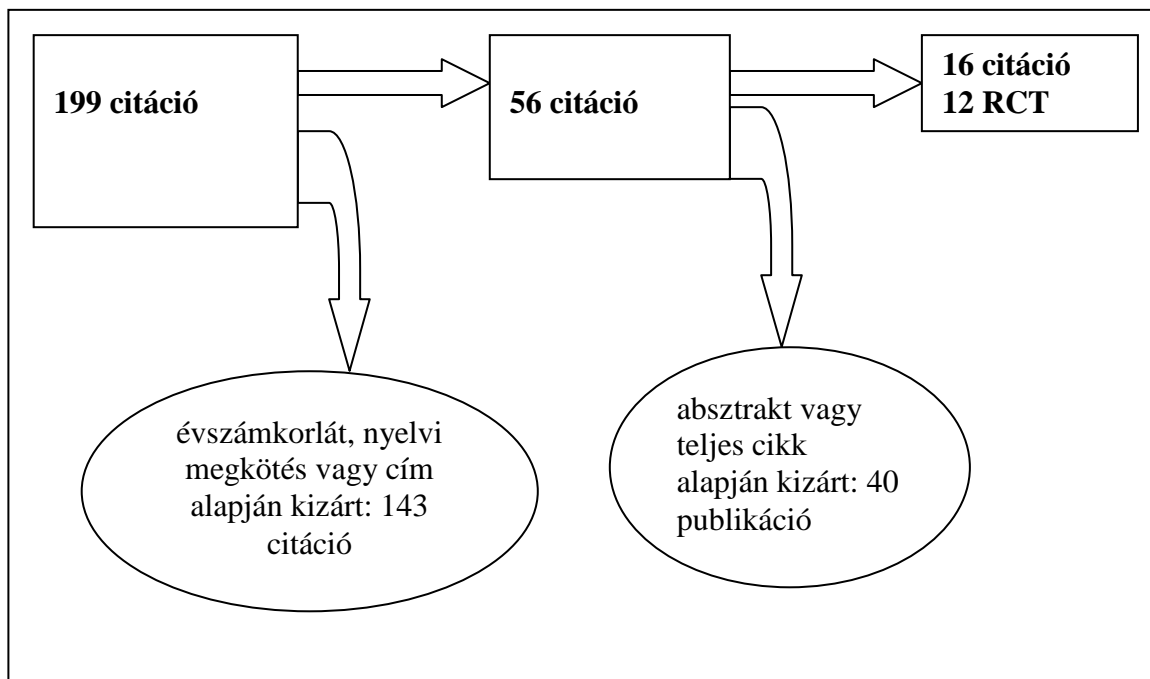 199 citáció
56 citáció
16 citáció
12 RCT
évszámkorlát, nyelvi
megkötés vagy cím
alapján kizárt: 143
citáció
absztrakt vagy
teljes cikk
alapján kizárt: 40
publikáció